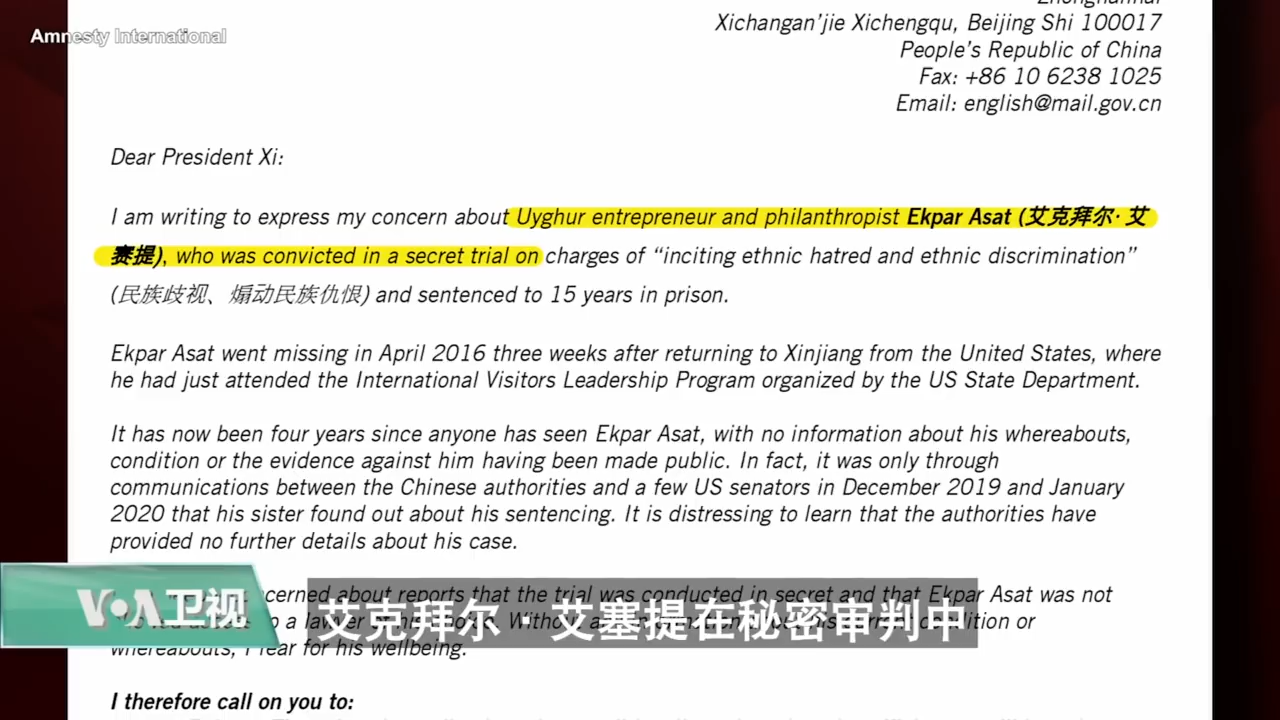 Amnesty International
Xichangan'jie Xichengqu, Beijing Shi 100017
People's Republic of China
Fax: +86 10 6238 1025
Email: english@mail.gov.cn
Dear President Xi:
I am writing to express my concern about Uyghur entrepreneur and philanthropist Ekpar Asat (艾克拜尔· 艾
赛提), who was convicted in a secret trial on charges of “inciting ethnic hatred and ethnic discrimination”
(民族歧视、煽动民族仇恨) and sentenced to 15 years in prison.
Ekpar Asat went missing in April 2016 three weeks after returning to Xinjiang from the United States, where
he had just attended the International Visitors Leadership Program organized by the US State Department.
It has now been four years since anyone has seen Ekpar Asat, with no information about his whereabouts,
condition or the evidence against him having been made public. In fact, it was only through
communications between the Chinese authorities and a few US senators in December 2019 and January
2020 that his sister found out about his sentencing. It is distressing to learn that the authorities have
provided no further details about his case.
about reports that the trial was conducted in secret and that Ekpar Asat was not
to a lawyer of his choice. Without any information condition or
whereabouts, I fear for his wellbeing.
VOA卫视
艾克拜尔·艾塞提在秘密审判中
I therefore call on you to: